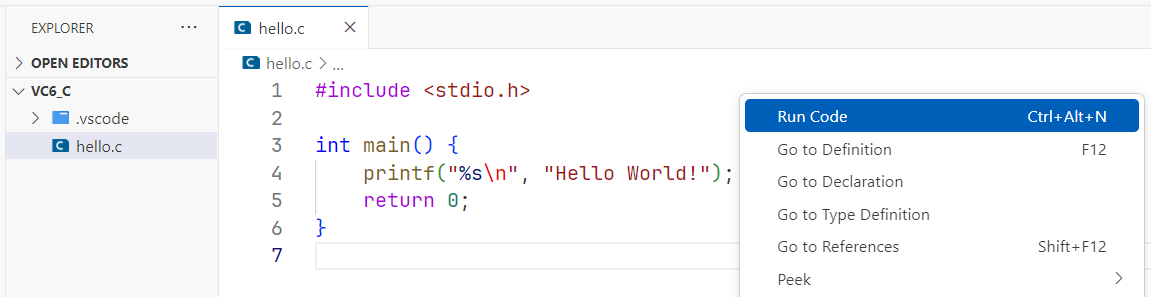 EXPLORER ...
OPEN EDITORS
VC6_C
.vscode
C hello.c
C hello.c
C hello.c > ...
1 #include <stdio.h>
2
3 int main() {
4 printf("%s\n", "Hello World!");
5 return 0;
6 }
7
Run Code Ctrl+Alt+N
Go to Definition F12
Go to Declaration
Go to Type Definition
Go to References Shift+F12
Peek >